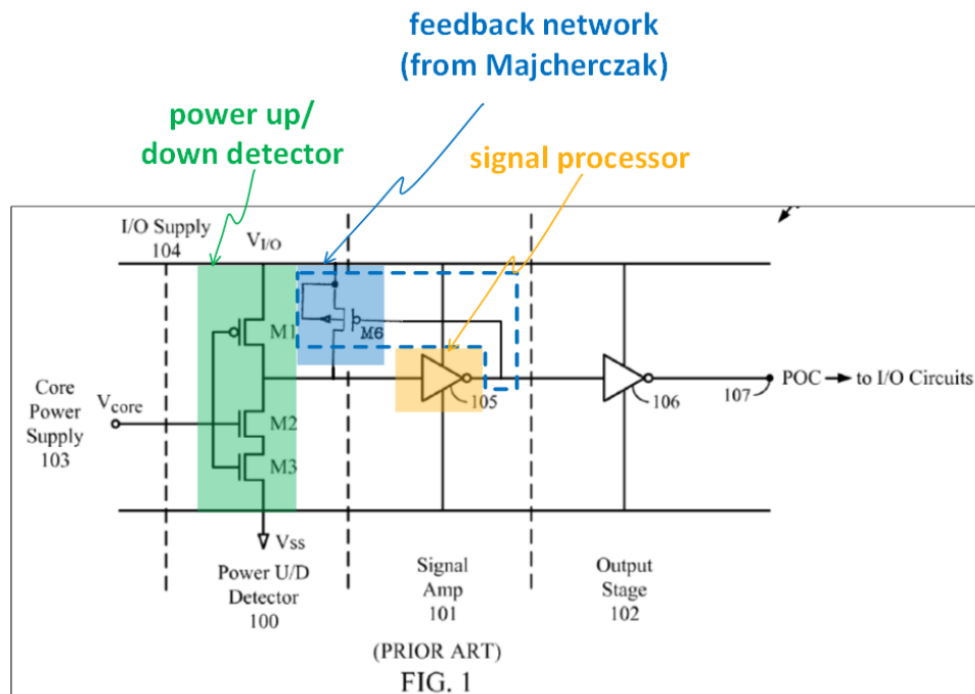 feedback network
(from Majcherczak)
power up/
down detector
signal processor
I/O Supply
104
V_I/O
M1
M6
Core
Power
Supply
103
Vcore
M2
M3
105
106
107
POC → to I/O Circuits
Vss
Power U/D
Detector
100
Signal
Amp
101
Output
Stage
102
(PRIOR ART)
FIG. 1